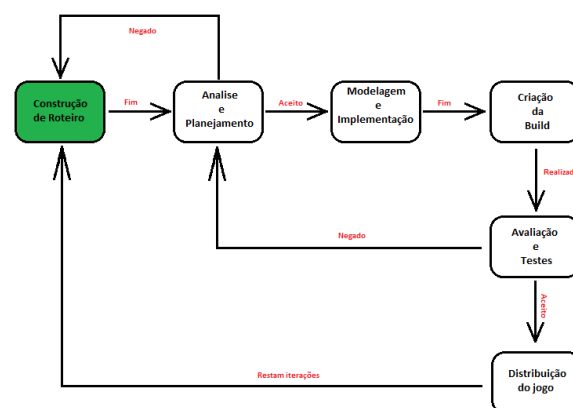 Negado
Construção
de Roteiro
Fim
Analise
e
Planejamento
Aceito
Modelagem
e
Implementação
Fim
Criação
da
Build
Realizad
Avaliação
e
Testes
Negado
Aceito
Distribuição
do jogo
Restam iterações